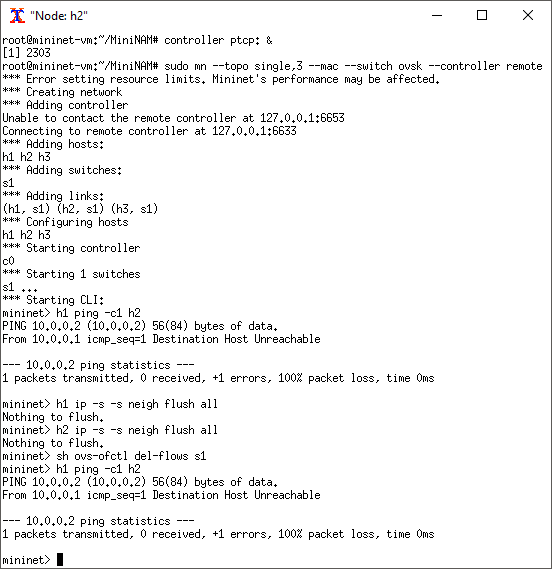 "Node: h2"
root@mininet-vm:~/MiniNAM# controller ptcp: &
[1] 2303
root@mininet-vm:~/MiniNAM# sudo mn --topo single,3 --mac --switch ovsk --controller remote
*** Error setting resource limits. Mininet's performance may be affected.
*** Creating network
*** Adding controller
Unable to contact the remote controller at 127.0.0.1:6653
Connecting to remote controller at 127.0.0.1:6633
*** Adding hosts:
h1 h2 h3
*** Adding switches:
s1
*** Adding links:
(h1, s1) (h2, s1) (h3, s1)
*** Configuring hosts
h1 h2 h3
*** Starting controller
c0
*** Starting 1 switches
s1 ...
*** Starting CLI:
mininet> h1 ping -c1 h2
PING 10.0.0.2 (10.0.0.2) 56(84) bytes of data.
From 10.0.0.1 icmp_seq=1 Destination Host Unreachable
--- 10.0.0.2 ping statistics ---
1 packets transmitted, 0 received, +1 errors, 100% packet loss, time 0ms
mininet> h1 ip -s -s neigh flush all
Nothing to flush.
mininet> h2 ip -s -s neigh flush all
Nothing to flush.
mininet> sh ovs-ofctl del-flows s1
mininet> h1 ping -c1 h2
PING 10.0.0.2 (10.0.0.2) 56(84) bytes of data.
From 10.0.0.1 icmp_seq=1 Destination Host Unreachable
--- 10.0.0.2 ping statistics ---
1 packets transmitted, 0 received, +1 errors, 100% packet loss, time 0ms
mininet>